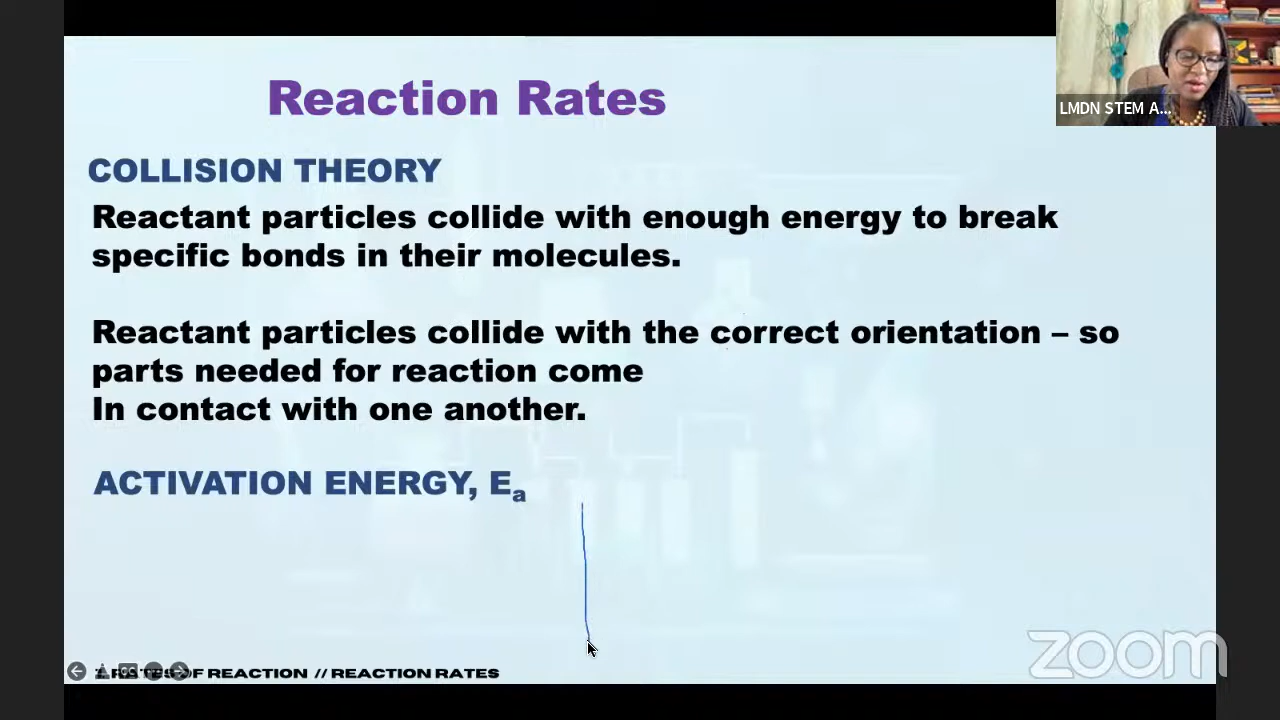 Reaction Rates
LMDN STEM A...
COLLISION THEORY
Reactant particles collide with enough energy to break
specific bonds in their molecules.
Reactant particles collide with the correct orientation – so
parts needed for reaction come
In contact with one another.
ACTIVATION ENERGY, Ea
zoom
OF REACTION // REACTION RATES